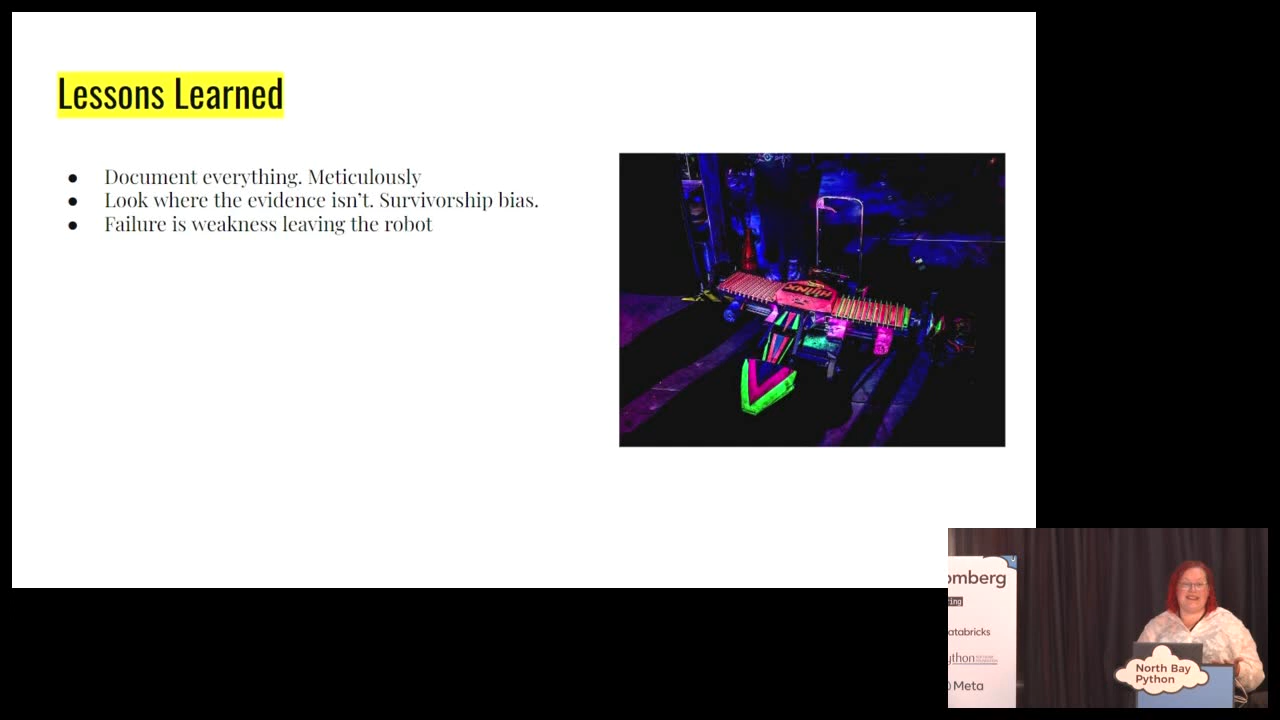 Lessons Learned
● Document everything. Meticulously
● Look where the evidence isn't. Survivorship bias.
● Failure is weakness leaving the robot
omberg
atabricks
ython
Meta
North Bay
Python